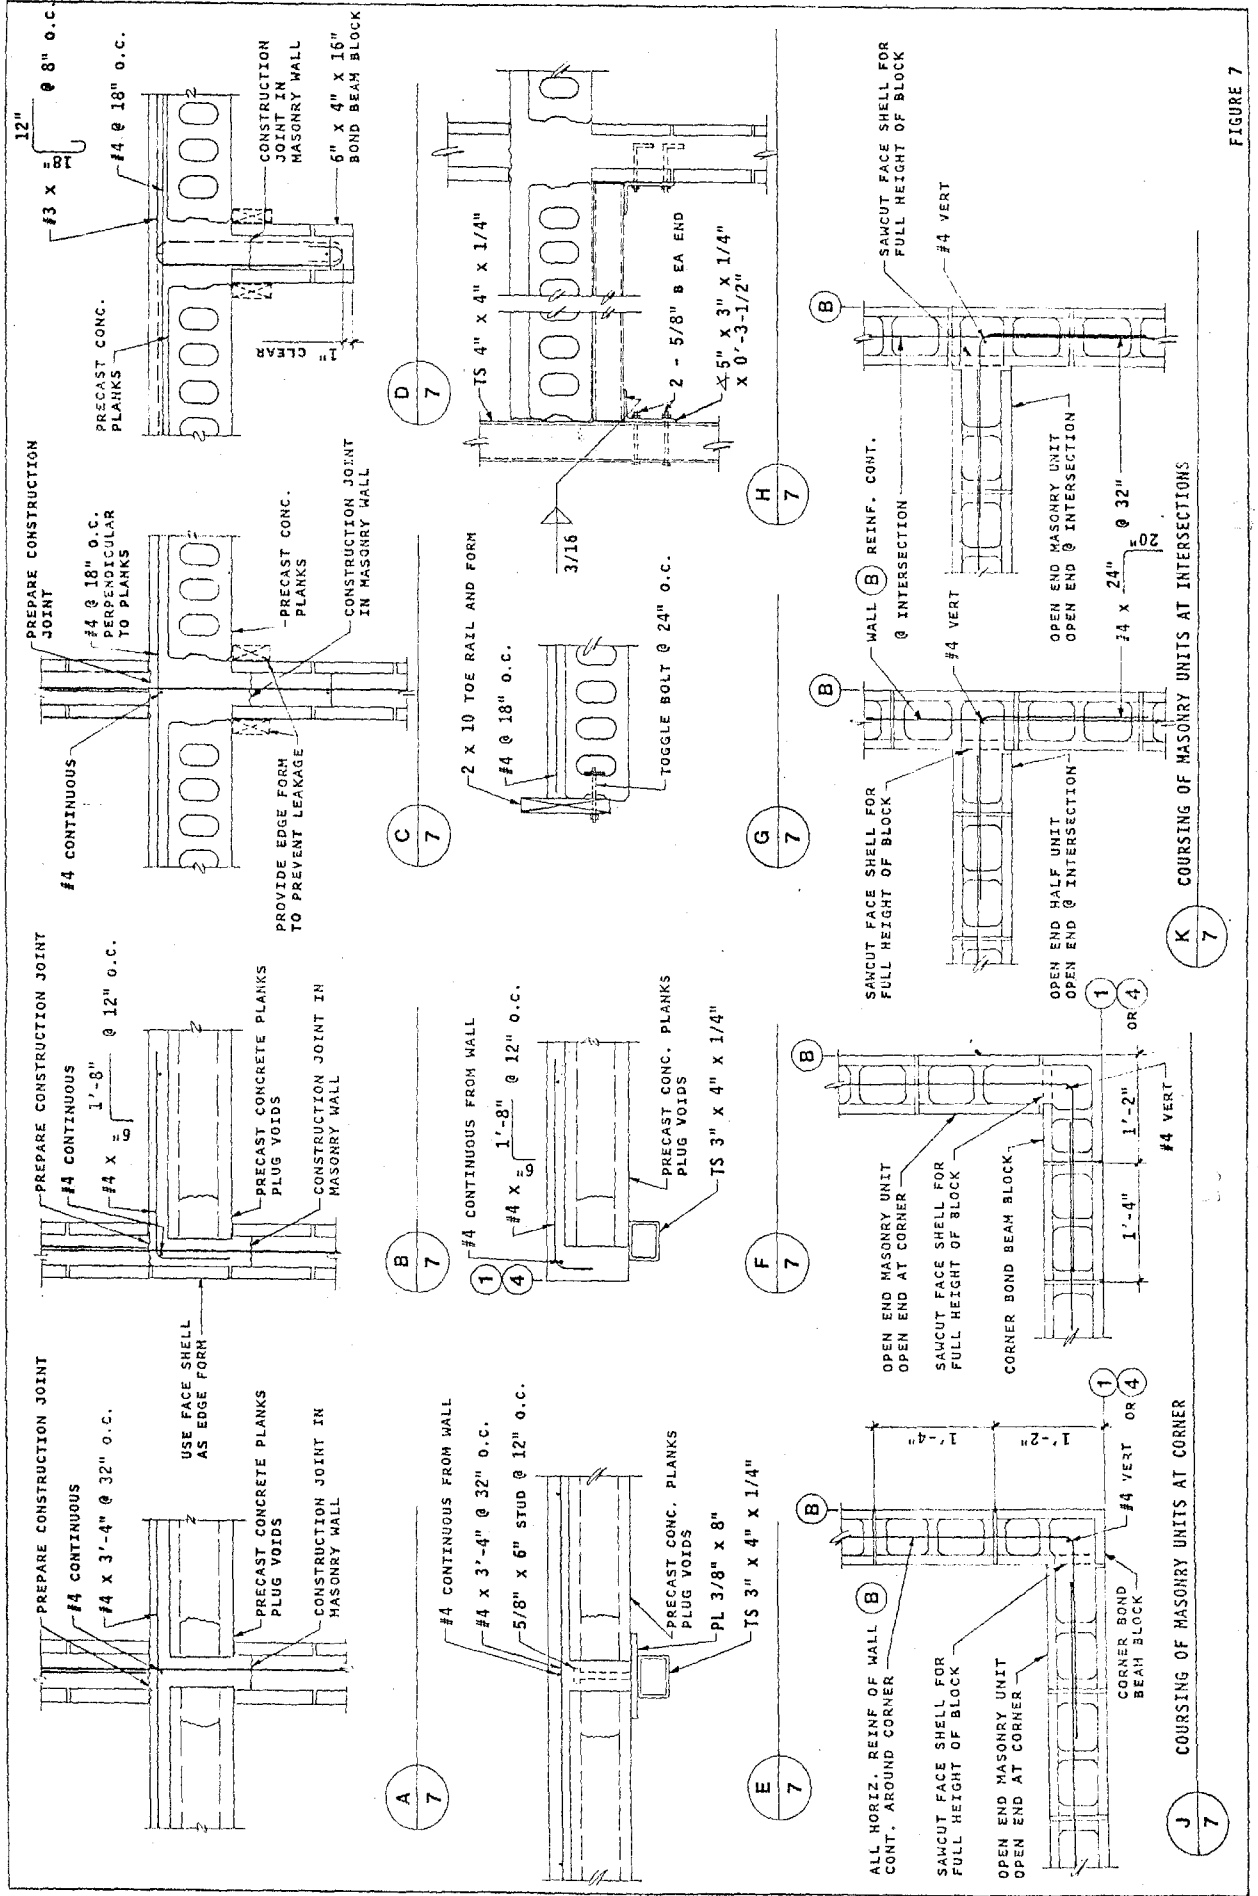 PREPARE CONSTRUCTION JOINT
#4 CONTINUOUS
#4 x 3'-4" @ 32" o.c.
PRECAST CONCRETE PLANKS
PLUG VOIDS
CONSTRUCTION JOINT IN
MASONRY WALL
A
7
PREPARE CONSTRUCTION JOINT
#4 CONTINUOUS
1'-8"
#4 x 6" @ 12" o.c.
USE FACE SHELL
AS EDGE FORM
PRECAST CONCRETE PLANKS
PLUG VOIDS
CONSTRUCTION JOINT IN
MASONRY WALL
B
7
PREPARE CONSTRUCTION
JOINT
#4 CONTINUOUS
#4 @ 18" o.c.
PERPENDICULAR
TO PLANKS
PROVIDE EDGE FORM
TO PREVENT LEAKAGE
PRECAST CONC.
PLANKS
CONSTRUCTION JOINT
IN MASONRY WALL
C
7
12"
#3 x 18" @ 8" o.c.
#4 @ 18" o.c.
PRECAST CONC.
PLANKS
CONSTRUCTION
JOINT IN
MASONRY WALL
6" x 4" x 16"
BOND BEAM BLOCK
1" CLEAR
D
7
#4 CONTINUOUS FROM WALL
#4 x 3'-4" @ 32" o.c.
5/8" x 6" STUD @ 12" o.c.
PRECAST CONC. PLANKS
PLUG VOIDS
PL 3/8" x 8"
TS 3" x 4" x 1/4"
E
7
#4 CONTINUOUS FROM WALL
1'-8"
#4 x 9" @ 12" o.c.
1
4
PRECAST CONC. PLANKS
PLUG VOIDS
TS 3" x 4" x 1/4"
F
7
2 x 10 TOE RAIL AND FORM
#4 @ 18" o.c.
TOGGLE BOLT @ 24" o.c.
G
7
TS 4" x 4" x 1/4"
3/16
2 - 5/8" B EA END
∠ 5" x 3" x 1/4"
x 0'-3-1/2"
H
7
B
ALL HORIZ. REINF OF WALL B
CONT. AROUND CORNER
SAWCUT FACE SHELL FOR
FULL HEIGHT OF BLOCK
OPEN END MASONRY UNIT
OPEN END AT CORNER
1'-4"
1'-2"
#4 VERT
1
OR 4
CORNER BOND
BEAM BLOCK
B
OPEN END MASONRY UNIT
OPEN END AT CORNER
SAWCUT FACE SHELL FOR
FULL HEIGHT OF BLOCK
CORNER BOND BEAM BLOCK
1
OR 4
1'-4"
1'-2"
#4 VERT
J
7
COURSING OF MASONRY UNITS AT CORNER
B
SAWCUT FACE SHELL FOR
FULL HEIGHT OF BLOCK
WALL B REINF. CONT.
@ INTERSECTION
#4 VERT
OPEN END HALF UNIT
OPEN END @ INTERSECTION
24"
#4 x 20" @ 32"
B
SAWCUT FACE SHELL FOR
FULL HEIGHT OF BLOCK
#4 VERT
OPEN END MASONRY UNIT
OPEN END @ INTERSECTION
K
7
COURSING OF MASONRY UNITS AT INTERSECTIONS
FIGURE 7